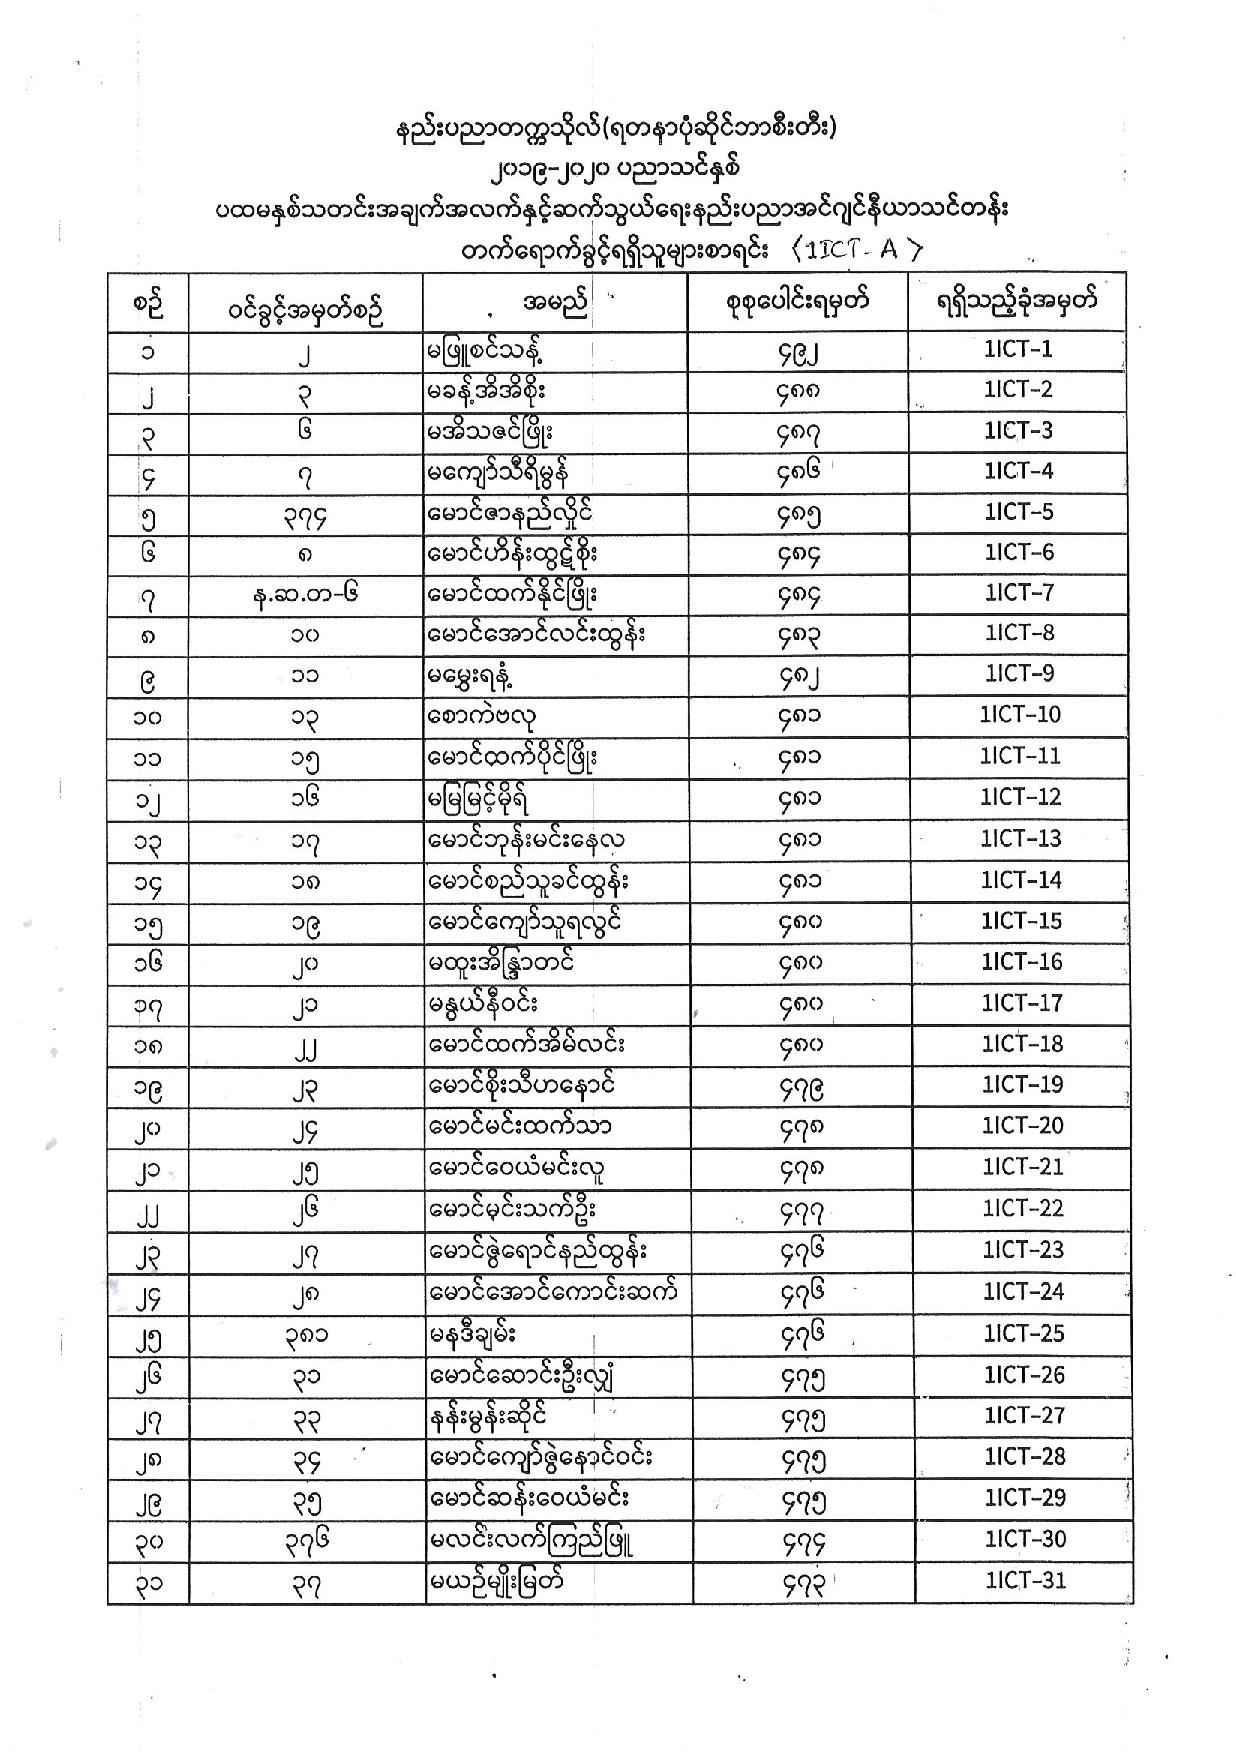 နည်းပညာတက္ကသိုလ်(ရတနာပုံဆိုင်ဘာစီးတီး)
၂၀၁၉-၂၀၂၀ ပညာသင်နှစ်
ပထမနှစ်သတင်းအချက်အလက်နှင့်ဆက်သွယ်ရေးနည်းပညာအင်ဂျင်နီယာသင်တန်း
တက်ရောက်ခွင့်ရရှိသူများစာရင်း (1ICT-A)
စဉ် ဝင်ခွင့်အမှတ်စဉ် အမည် စုစုပေါင်းရမှတ် ရရှိသည့်ခုံအမှတ်
၁ ၂ မဖြူစင်သန့် ၄၉၂ 1ICT-1
၂ ၃ မခန့်အိအိစိုး ၄၈၈ 1ICT-2
၃ ၆ မအိသဇင်ဖြိုး ၄၈၇ 1ICT-3
၄ ၇ မကျော်သီရိမွန် ၄၈၆ 1ICT-4
၅ ၃၇၄ မောင်ဇာနည်လှိုင် ၄၈၅ 1ICT-5
၆ ၈ မောင်ဟိန်းထွဋ်စိုး ၄၈၄ 1ICT-6
၇ န.ဆ.တ-၆ မောင်ထက်နိုင်ဖြိုး ၄၈၄ 1ICT-7
၈ ၁၀ မောင်အောင်လင်းထွန်း ၄၈၃ 1ICT-8
၉ ၁၁ မမွှေးရနံ့ ၄၈၂ 1ICT-9
၁၀ ၁၃ စောကဲဗလု ၄၈၁ 1ICT-10
၁၁ ၁၅ မောင်ထက်ပိုင်ဖြိုး ၄၈၁ 1ICT-11
၁၂ ၁၆ မမြမြင့်မိုရ် ၄၈၁ 1ICT-12
၁၃ ၁၇ မောင်ဘုန်းမင်းနေလ ၄၈၁ 1ICT-13
၁၄ ၁၈ မောင်စည်သူခင်ထွန်း ၄၈၁ 1ICT-14
၁၅ ၁၉ မောင်ကျော်သူရလွင် ၄၈၀ 1ICT-15
၁၆ ၂၀ မထူးအိန္ဒြာတင် ၄၈၀ 1ICT-16
၁၇ ၂၁ မနွယ်နီဝင်း ၄၈၀ 1ICT-17
၁၈ ၂၂ မောင်ထက်အိမ်လင်း ၄၈၀ 1ICT-18
၁၉ ၂၃ မောင်စိုးသီဟနောင် ၄၇၉ 1ICT-19
၂၀ ၂၄ မောင်မင်းထက်သာ ၄၇၈ 1ICT-20
၂၁ ၂၅ မောင်ဝေယံမင်းလူ ၄၇၈ 1ICT-21
၂၂ ၂၆ မောင်မှင်းသက်ဦး ၄၇၇ 1ICT-22
၂၃ ၂၇ မောင်ဇွဲရောင်နည်ထွန်း ၄၇၆ 1ICT-23
၂၄ ၂၈ မောင်အောင်ကောင်းဆက် ၄၇၆ 1ICT-24
၂၅ ၃၈၁ မနဒီချမ်း ၄၇၆ 1ICT-25
၂၆ ၃၁ မောင်ဆောင်းဦးလျှံ ၄၇၅ 1ICT-26
၂၇ ၃၃ နန်းမွန်းဆိုင် ၄၇၅ 1ICT-27
၂၈ ၃၄ မောင်ကျော်ဇွဲနောင်ဝင်း ၄၇၅ 1ICT-28
၂၉ ၃၅ မောင်ဆန်းဝေယံမင်း ၄၇၅ 1ICT-29
၃၀ ၃၇၆ မလင်းလက်ကြည်ဖြူ ၄၇၄ 1ICT-30
၃၁ ၃၇ မယဉ်မျိုးမြတ် ၄၇၃ 1ICT-31